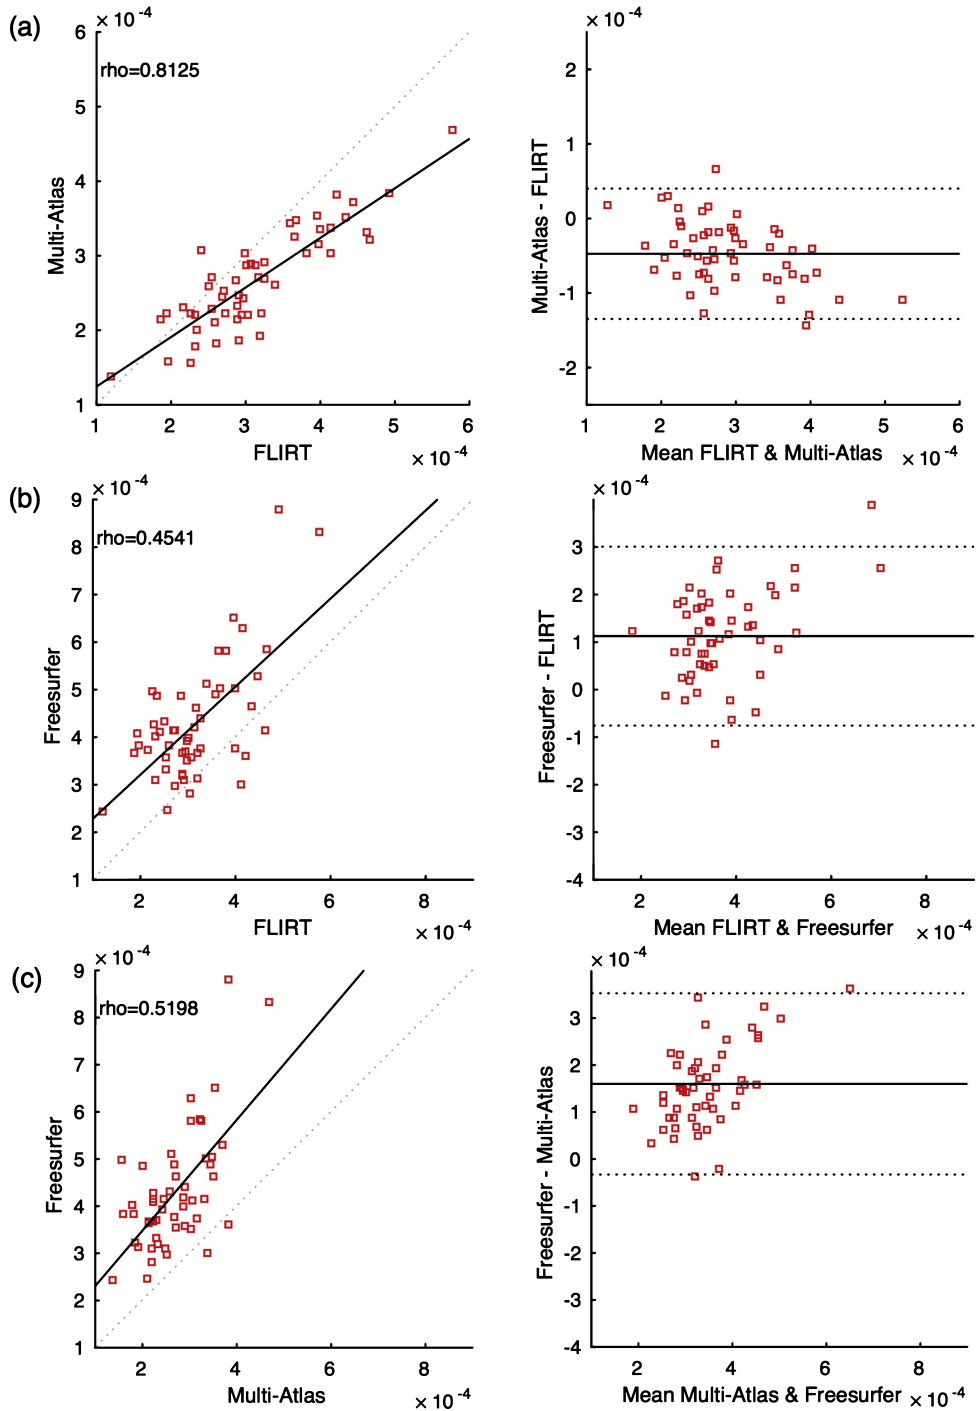 (a)
× 10⁻⁴
6
5
4
3
2
1
rho=0.8125
Multi-Atlas
1 2 3 4 5 6
FLIRT
× 10⁻⁴
× 10⁻⁴
2
1
0
-1
-2
Multi-Atlas - FLIRT
1 2 3 4 5 6
Mean FLIRT & Multi-Atlas × 10⁻⁴
(b)
× 10⁻⁴
9
8
7
6
5
4
3
2
1
rho=0.4541
Freesurfer
2 4 6 8
FLIRT
× 10⁻⁴
× 10⁻⁴
3
2
1
0
-1
-2
-3
-4
Freesurfer - FLIRT
2 4 6 8
Mean FLIRT & Freesurfer × 10⁻⁴
(c)
× 10⁻⁴
9
8
7
6
5
4
3
2
1
rho=0.5198
Freesurfer
2 4 6 8
Multi-Atlas
× 10⁻⁴
× 10⁻⁴
3
2
1
0
-1
-2
-3
-4
Freesurfer - Multi-Atlas
2 4 6 8
Mean Multi-Atlas & Freesurfer × 10⁻⁴